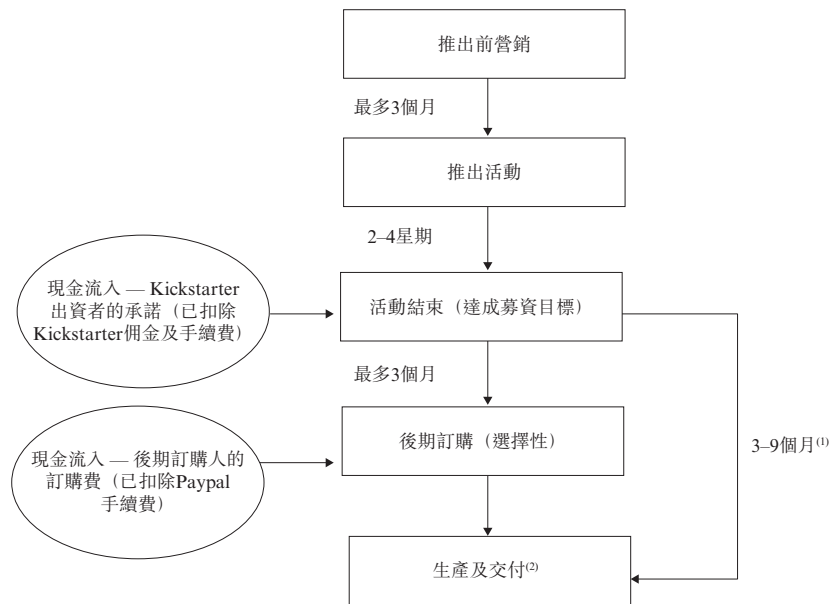 推出前營銷
最多3個月
推出活動
2–4星期
現金流入 — Kickstarter
出資者的承諾（已扣除
Kickstarter佣金及手續費）
活動結束（達成募資目標）
最多3個月
3–9個月(1)
現金流入 — 後期訂購人的
訂購費（已扣除Paypal
手續費）
後期訂購（選擇性）
生產及交付(2)